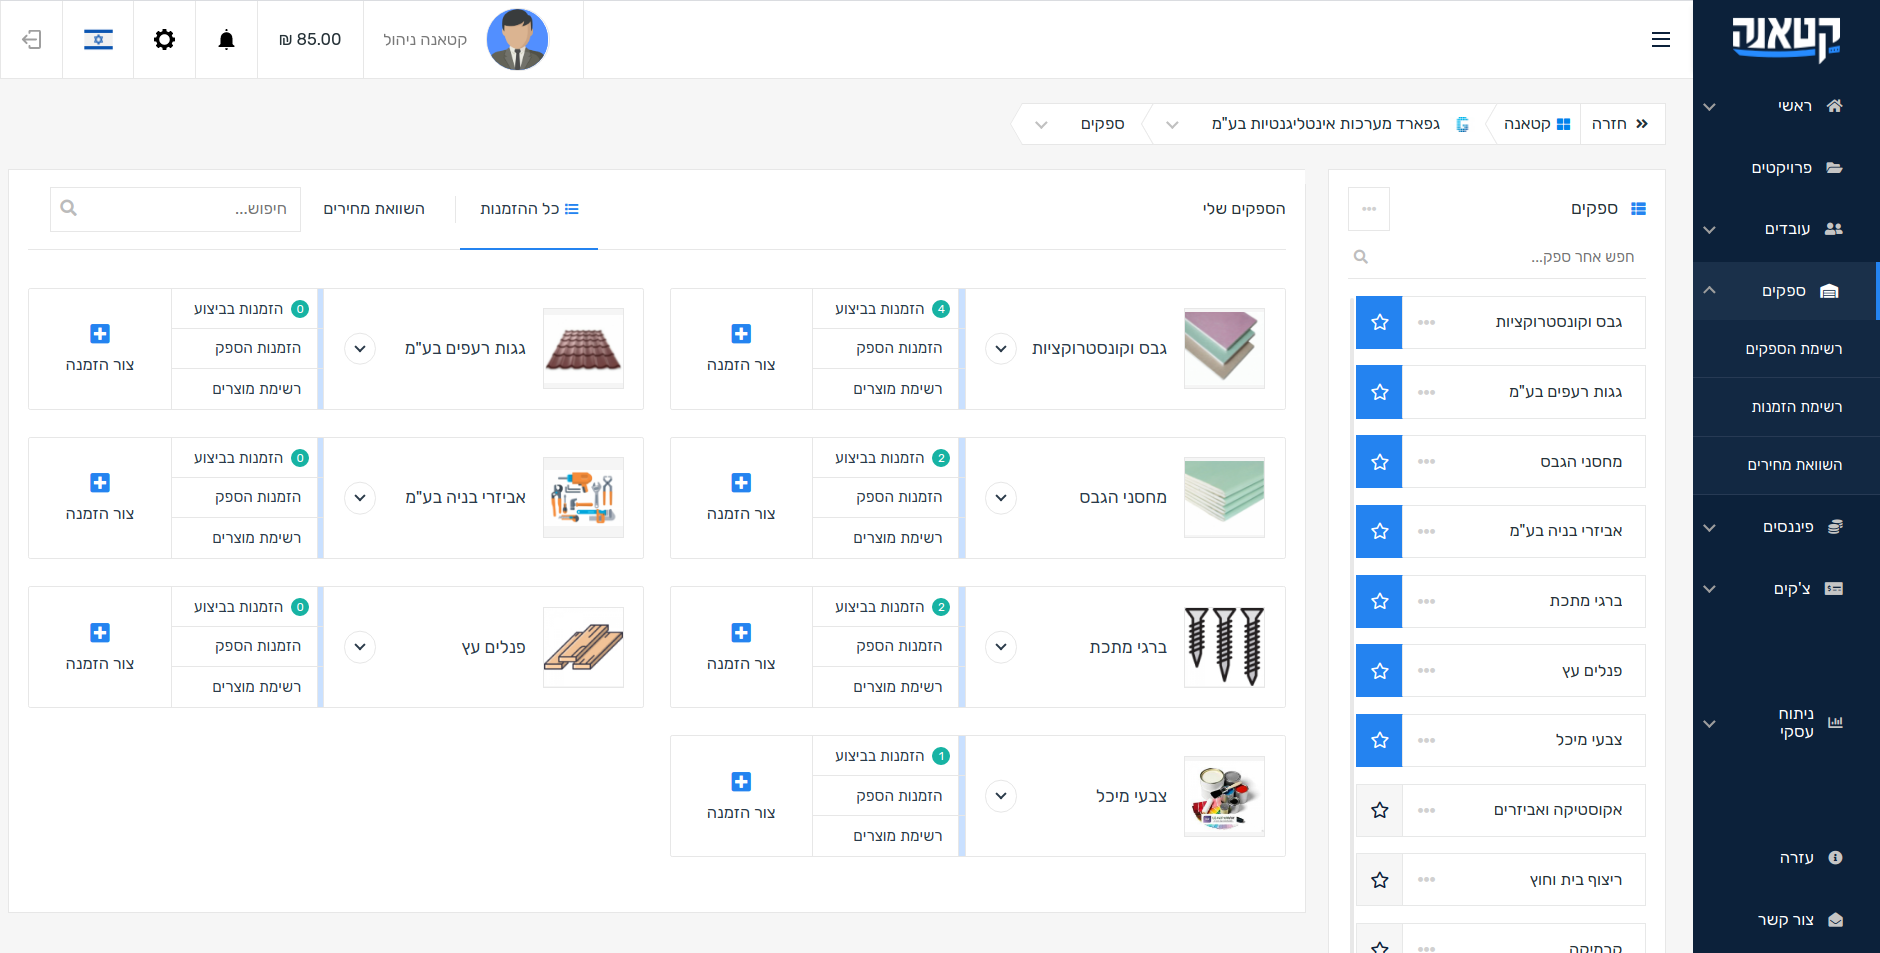 קטאנה
ראשי
פרויקטים
עובדים
ספקים
רשימת הספקים
רשימת הזמנות
השוואת מחירים
פיננסים
צ'קים
ניתוח
עסקי
עזרה
צור קשר
קטאנה ניהול
85.00 ₪
חזרה
קטאנה
גפארד מערכות אינטליגנטיות בע"מ
ספקים
ספקים
חפש אחר ספק...
גבס וקונסטרוקציות
גגות רעפים בע"מ
מחסני הגבס
אביזרי בניה בע"מ
ברגי מתכת
פנלים עץ
צבעי מיכל
אקוסטיקה ואביזרים
ריצוף בית וחוץ
קרמיקה
הספקים שלי
כל ההזמנות
השוואת מחירים
חיפוש...
גבס וקונסטרוקציות
4 הזמנות בביצוע
הזמנות הספק
רשימת מוצרים
צור הזמנה
גגות רעפים בע"מ
0 הזמנות בביצוע
הזמנות הספק
רשימת מוצרים
צור הזמנה
מחסני הגבס
2 הזמנות בביצוע
הזמנות הספק
רשימת מוצרים
צור הזמנה
אביזרי בניה בע"מ
0 הזמנות בביצוע
הזמנות הספק
רשימת מוצרים
צור הזמנה
ברגי מתכת
2 הזמנות בביצוע
הזמנות הספק
רשימת מוצרים
צור הזמנה
פנלים עץ
0 הזמנות בביצוע
הזמנות הספק
רשימת מוצרים
צור הזמנה
צבעי מיכל
1 הזמנות בביצוע
הזמנות הספק
רשימת מוצרים
צור הזמנה